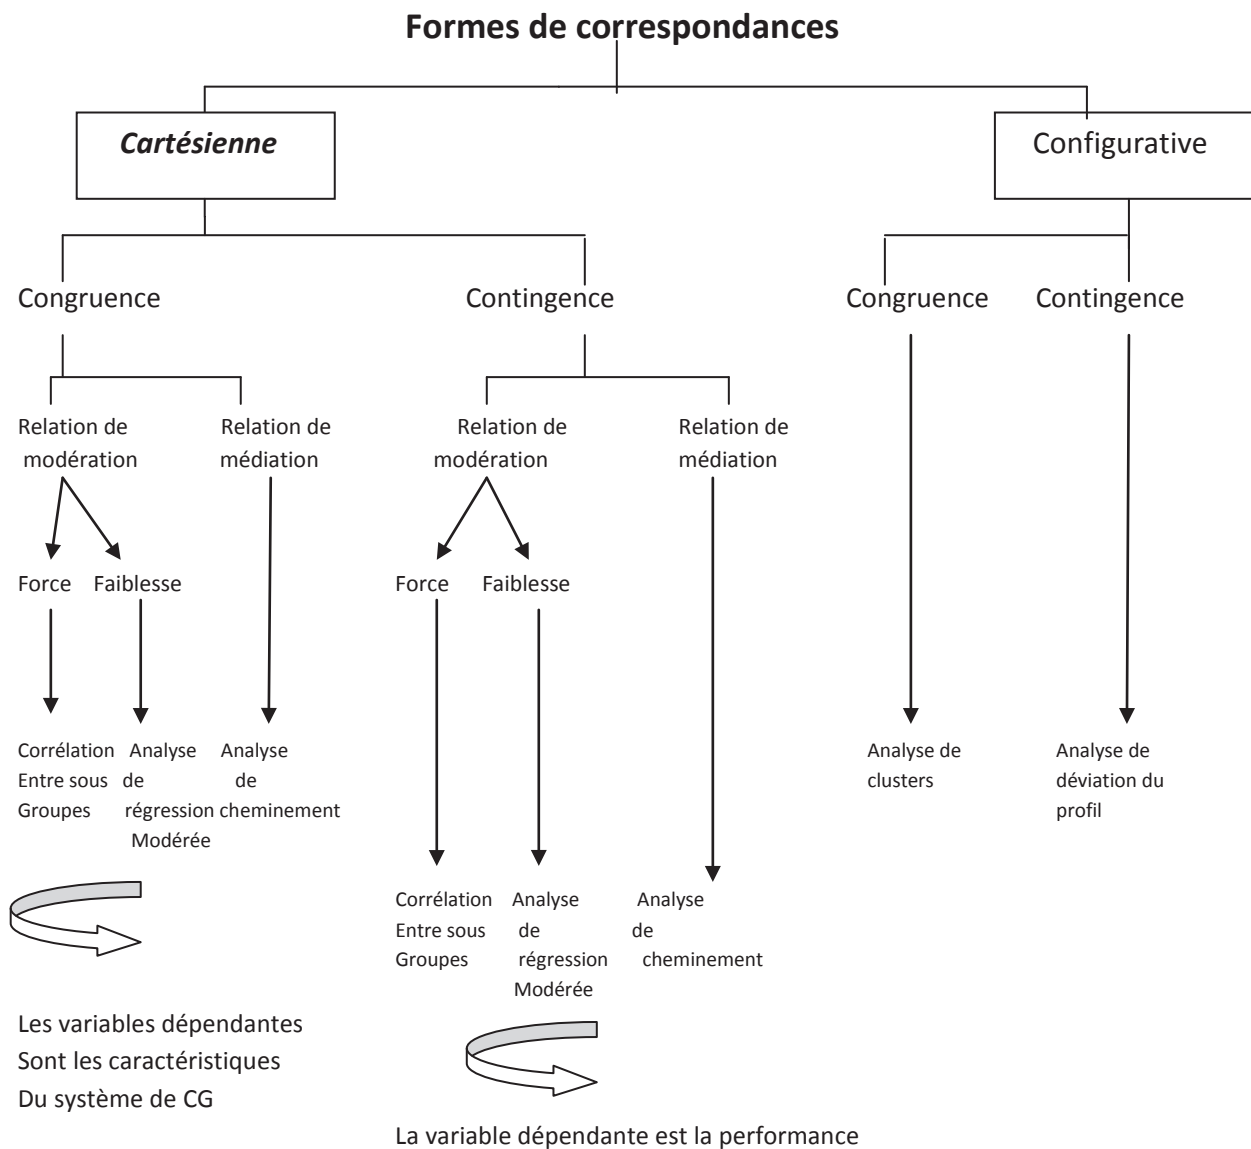 Formes de correspondances
Cartésienne
Configurative
Congruence
Contingence
Congruence
Contingence
Relation de
modération
Relation de
médiation
Relation de
modération
Relation de
médiation
Force
Faiblesse
Force
Faiblesse
Corrélation
Entre sous
Groupes
Analyse
de
régression
Modérée
Analyse
de
cheminement
Analyse de
clusters
Analyse de
déviation du
profil
Corrélation
Entre sous
Groupes
Analyse
de
régression
Modérée
Analyse
de
cheminement
Les variables dépendantes
Sont les caractéristiques
Du système de CG
La variable dépendante est la performance